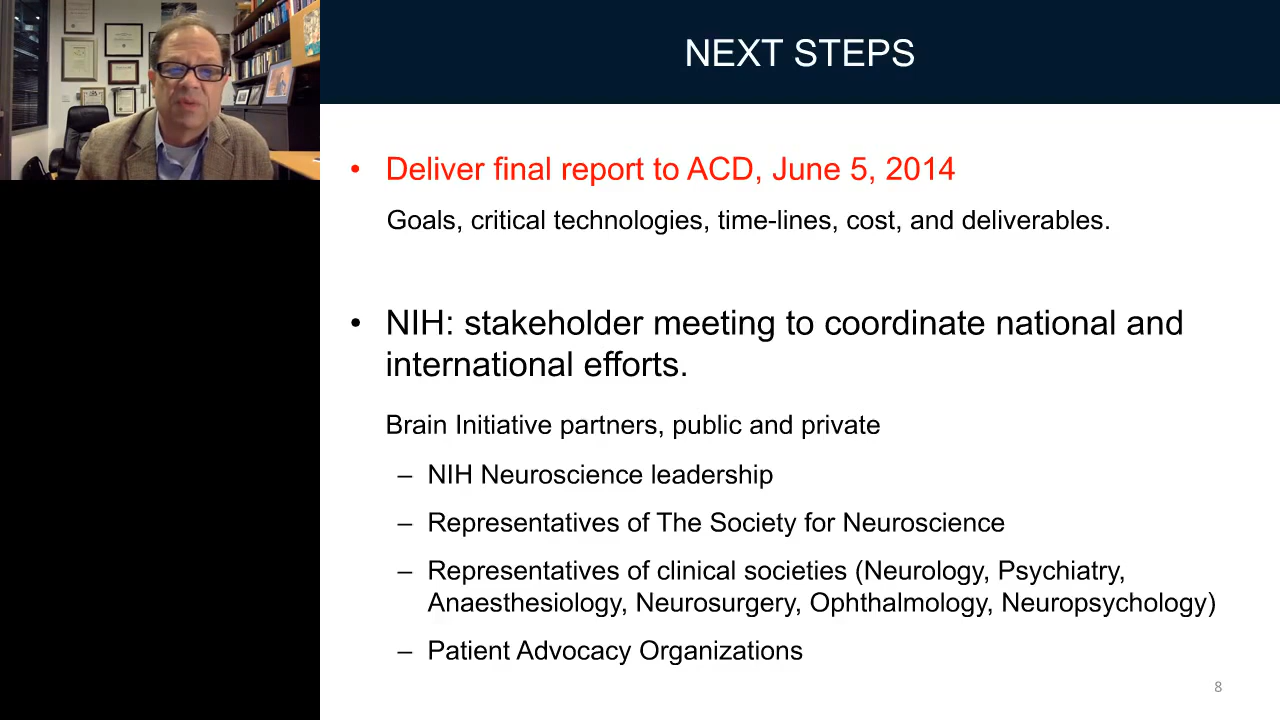 NEXT STEPS
• Deliver final report to ACD, June 5, 2014
Goals, critical technologies, time-lines, cost, and deliverables.
• NIH: stakeholder meeting to coordinate national and
international efforts.
Brain Initiative partners, public and private
– NIH Neuroscience leadership
– Representatives of The Society for Neuroscience
– Representatives of clinical societies (Neurology, Psychiatry,
Anaesthesiology, Neurosurgery, Ophthalmology, Neuropsychology)
– Patient Advocacy Organizations
8